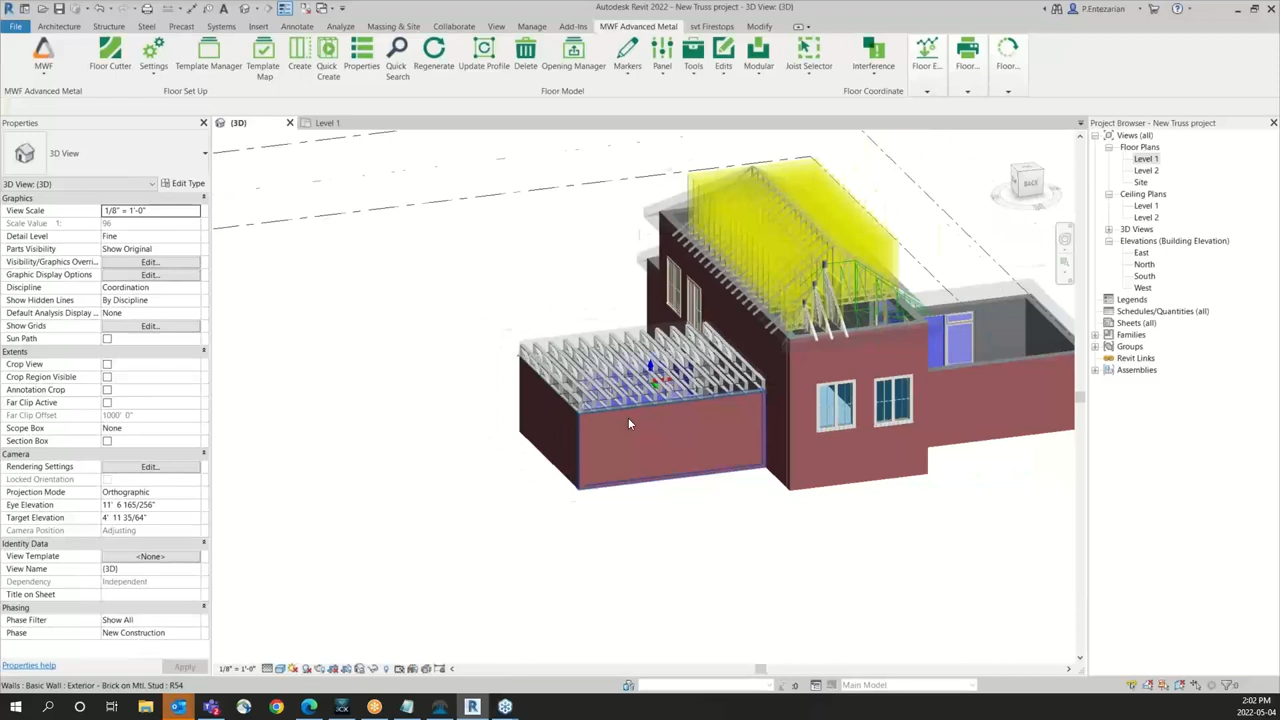 Autodesk Revit 2022 - New Truss project - 3D View: {3D}
P.Entezarian
File Architecture Structure Steel Precast Systems Insert Annotate Analyze Massing & Site Collaborate View Manage Add-Ins MWF Advanced Metal svt Firestops Modify
MWF Floor Cutter Settings Template Manager Template Map Create Quick Create Properties Quick Search Regenerate Update Profile Delete Opening Manager Markers Panel Tools Edits Modular Joist Selector Interference Floor E... Floor... Floor...
MWF Advanced Metal Floor Set Up Floor Model Floor Coordinate
Properties
{3D}
Level 1
Project Browser - New Truss project
3D View
3D View: {3D} Edit Type
Graphics
View Scale 1/8" = 1'-0"
Scale Value 1: 96
Detail Level Fine
Parts Visibility Show Original
Visibility/Graphics Overri... Edit...
Graphic Display Options Edit...
Discipline Coordination
Show Hidden Lines By Discipline
Default Analysis Display ... None
Show Grids Edit...
Sun Path
Extents
Crop View
Crop Region Visible
Annotation Crop
Far Clip Active
Far Clip Offset 1000' 0"
Scope Box None
Section Box
Camera
Rendering Settings Edit...
Locked Orientation
Projection Mode Orthographic
Eye Elevation 11' 6 165/256"
Target Elevation 4' 11 35/64"
Camera Position Adjusting
Identity Data
View Template <None>
View Name {3D}
Dependency Independent
Title on Sheet
Phasing
Phase Filter Show All
Phase New Construction
Properties help Apply
BACK
Views (all)
Floor Plans
Level 1
Level 2
Site
Ceiling Plans
Level 1
Level 2
3D Views
Elevations (Building Elevation)
East
North
South
West
Legends
Schedules/Quantities (all)
Sheets (all)
Families
Groups
Revit Links
Assemblies
1/8" = 1'-0"
Walls : Basic Wall : Exterior - Brick on Mtl. Stud : R54
:0
Main Model
:0
2:02 PM
2022-05-04